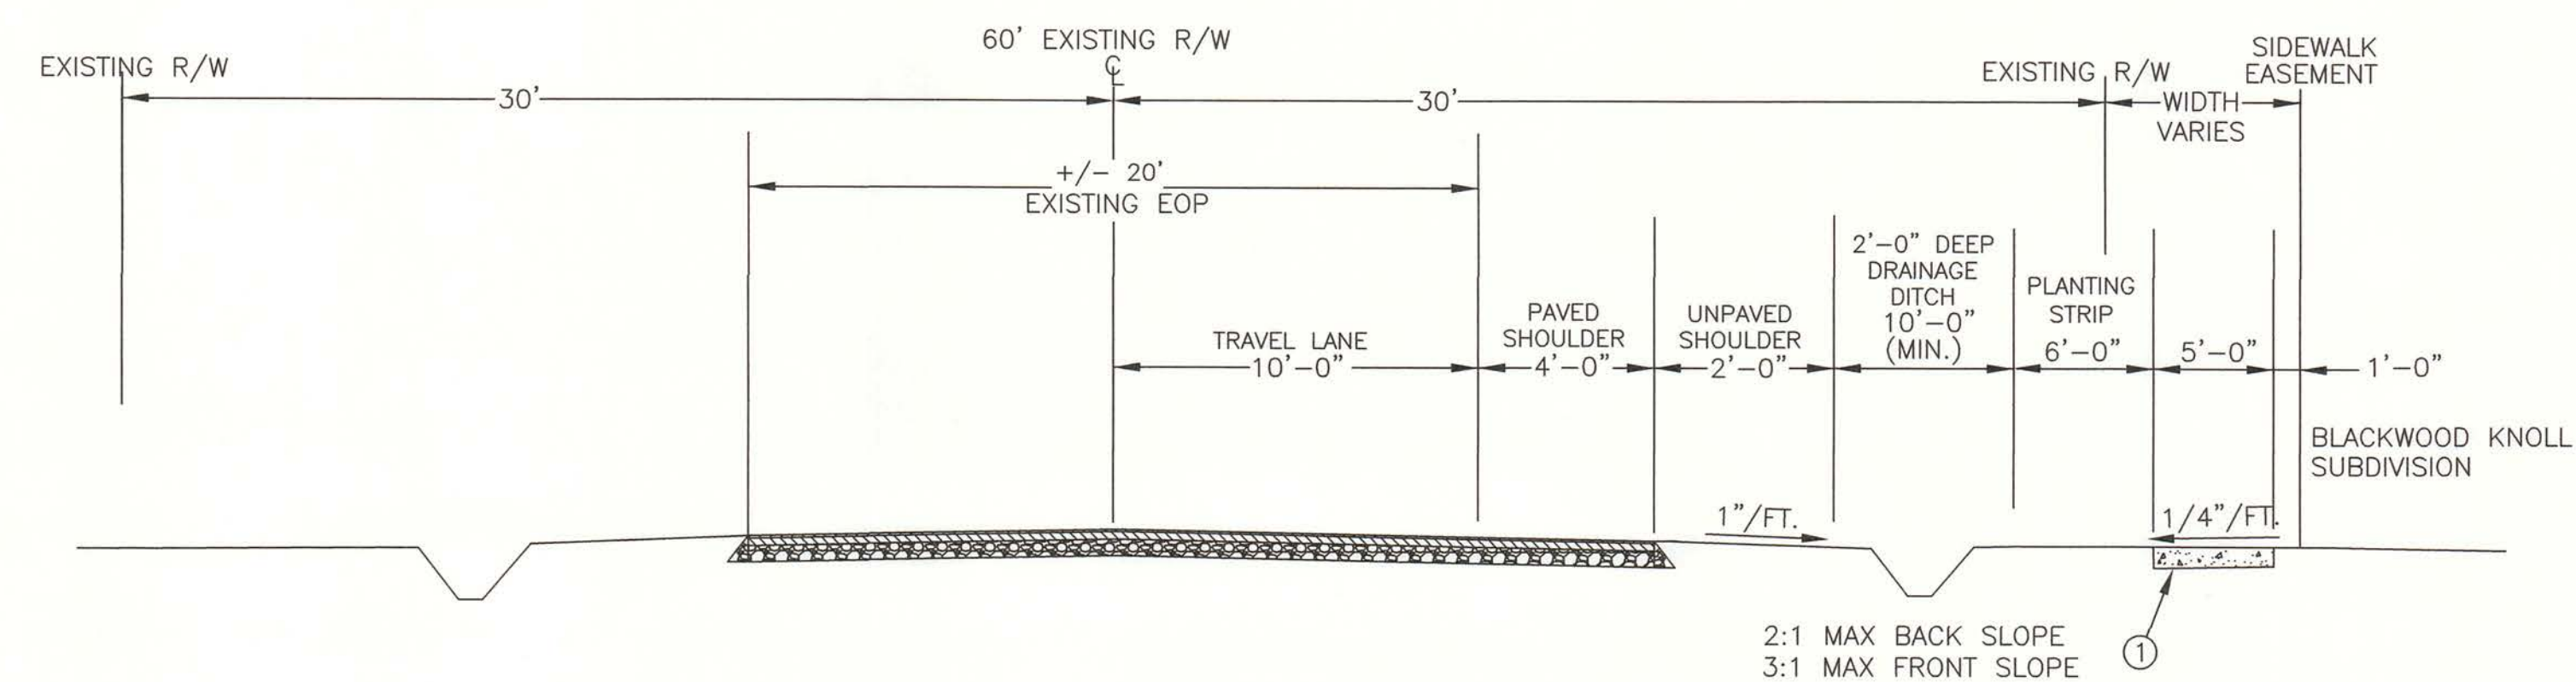 60' EXISTING R/W
℄
EXISTING R/W
30'
30'
EXISTING R/W
SIDEWALK
EASEMENT
WIDTH
VARIES
+/- 20'
EXISTING EOP
TRAVEL LANE
10'-0"
PAVED
SHOULDER
4'-0"
UNPAVED
SHOULDER
2'-0"
2'-0" DEEP
DRAINAGE
DITCH
10'-0"
(MIN.)
PLANTING
STRIP
6'-0"
5'-0"
1'-0"
BLACKWOOD KNOLL
SUBDIVISION
1"/FT.
1/4"/FT.
2:1 MAX BACK SLOPE
3:1 MAX FRONT SLOPE
1